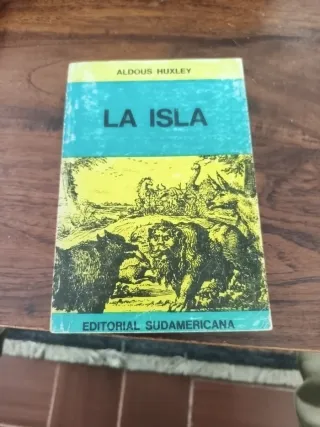 ALDOUS HUXLEY
LA ISLA
EDITORIAL SUDAMERICANA